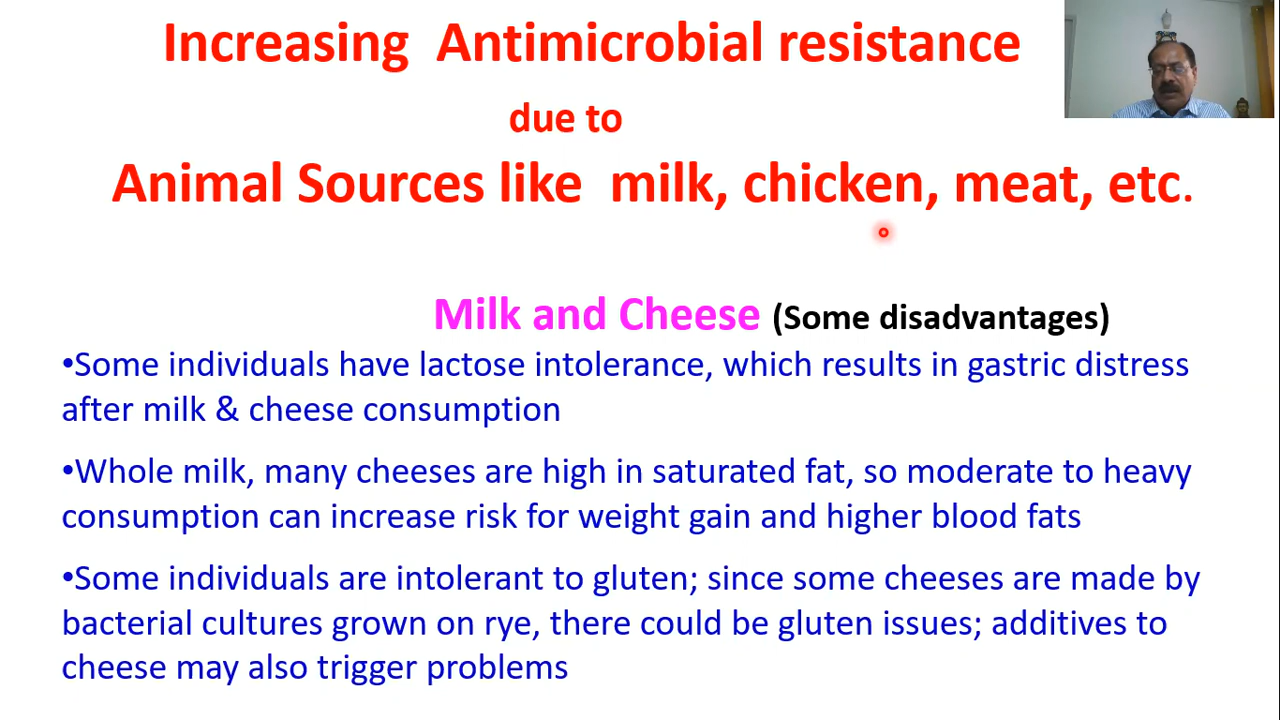 Increasing Antimicrobial resistance
due to
Animal Sources like milk, chicken, meat, etc.
Milk and Cheese (Some disadvantages)
•Some individuals have lactose intolerance, which results in gastric distress
after milk & cheese consumption
•Whole milk, many cheeses are high in saturated fat, so moderate to heavy
consumption can increase risk for weight gain and higher blood fats
•Some individuals are intolerant to gluten; since some cheeses are made by
bacterial cultures grown on rye, there could be gluten issues; additives to
cheese may also trigger problems